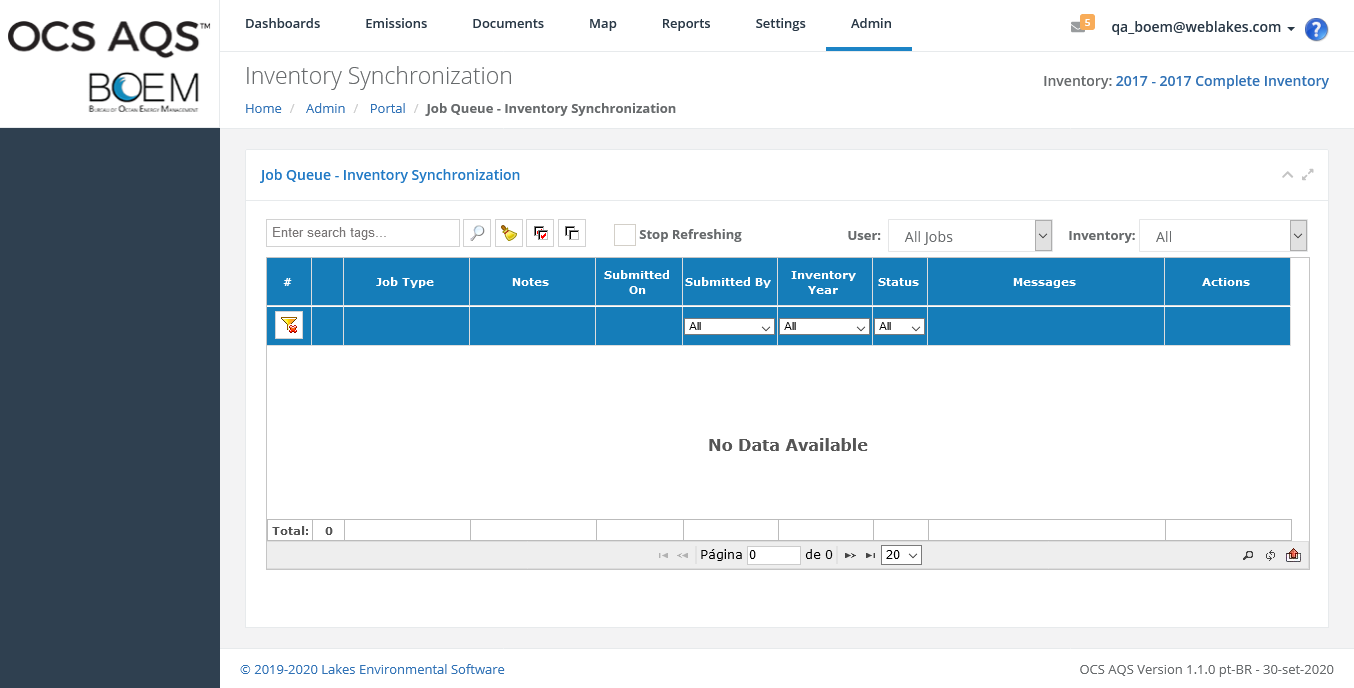 OCS AQS™
BOEM
Bureau of Ocean Energy Management
Dashboards Emissions Documents Map Reports Settings Admin
5 qa_boem@weblakes.com ?
Inventory Synchronization
Inventory: 2017 - 2017 Complete Inventory
Home / Admin / Portal / Job Queue - Inventory Synchronization
Job Queue - Inventory Synchronization
Enter search tags... Stop Refreshing User: All Jobs Inventory: All
# Job Type Notes Submitted On Submitted By Inventory Year Status Messages Actions
All All All
No Data Available
Total: 0
Página 0 de 0 20
© 2019-2020 Lakes Environmental Software
OCS AQS Version 1.1.0 pt-BR - 30-set-2020